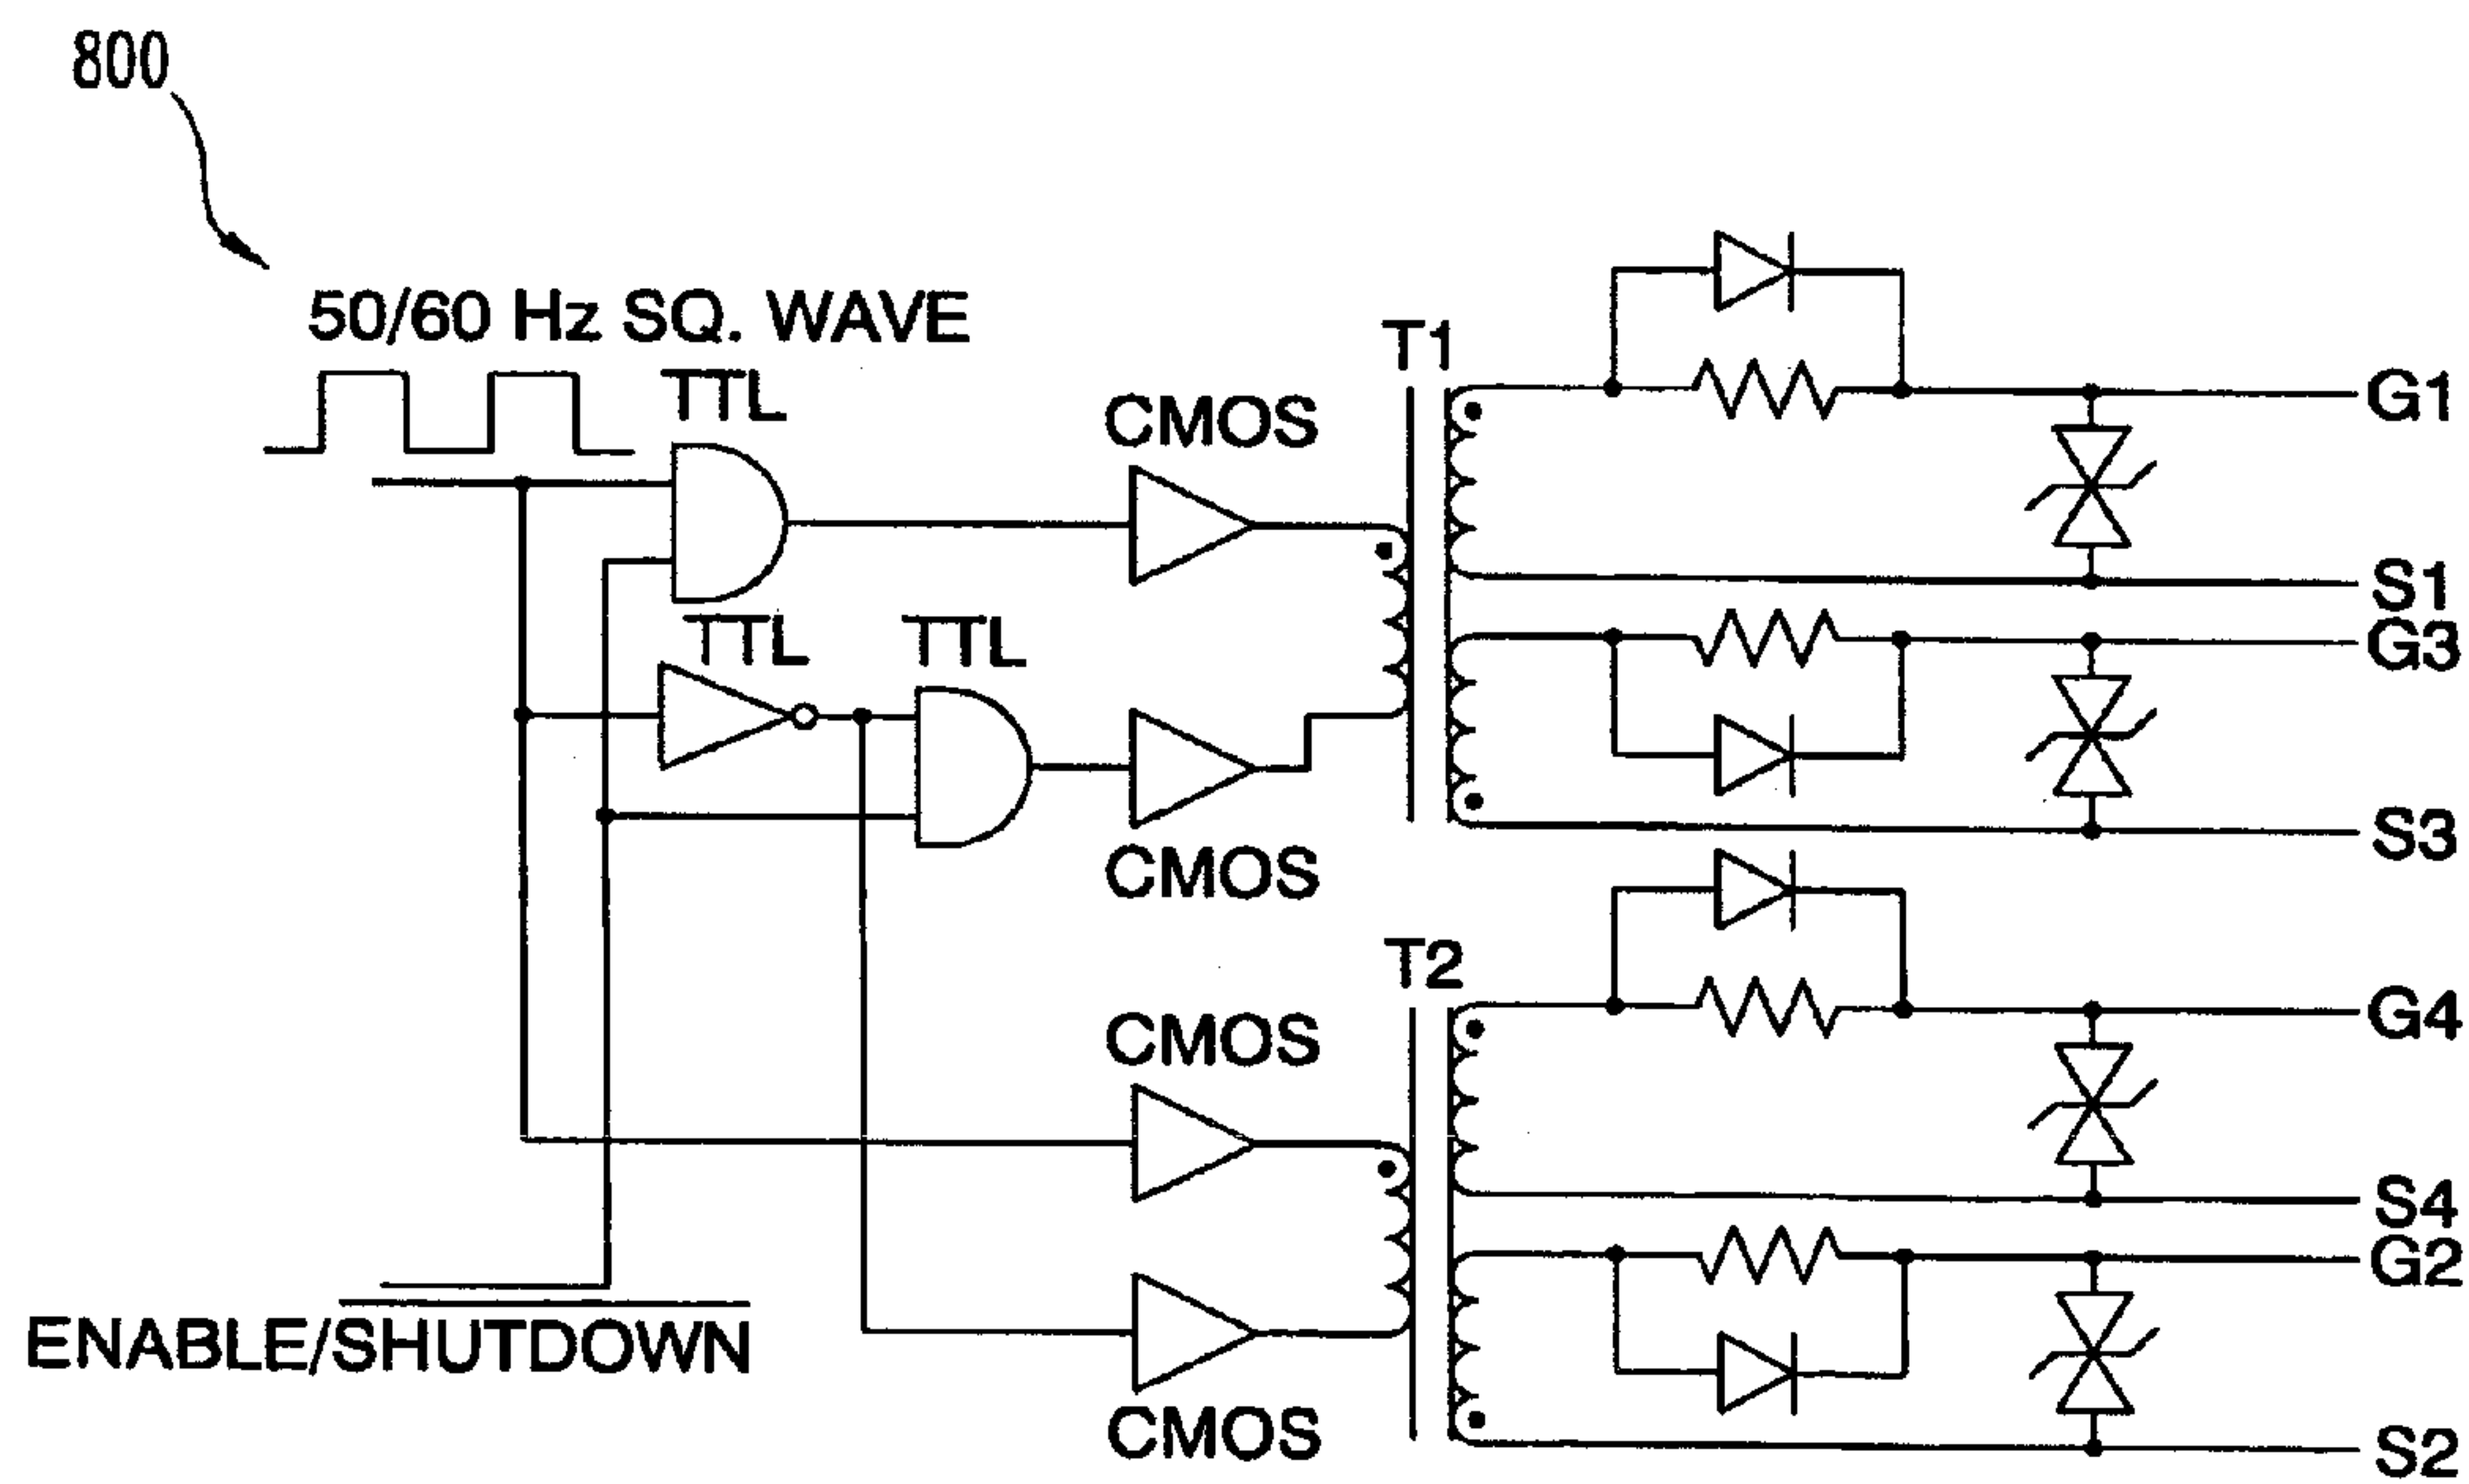 800
50/60 Hz SQ. WAVE
TTL
T1
CMOS
G1
S1
TTL
TTL
G3
CMOS
S3
T2
CMOS
G4
S4
G2
ENABLE/SHUTDOWN
CMOS
S2